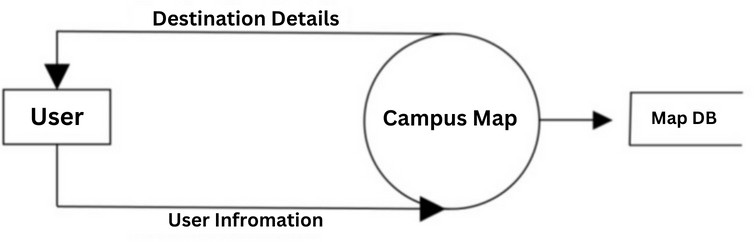 Destination Details
User
Campus Map
Map DB
User Infromation